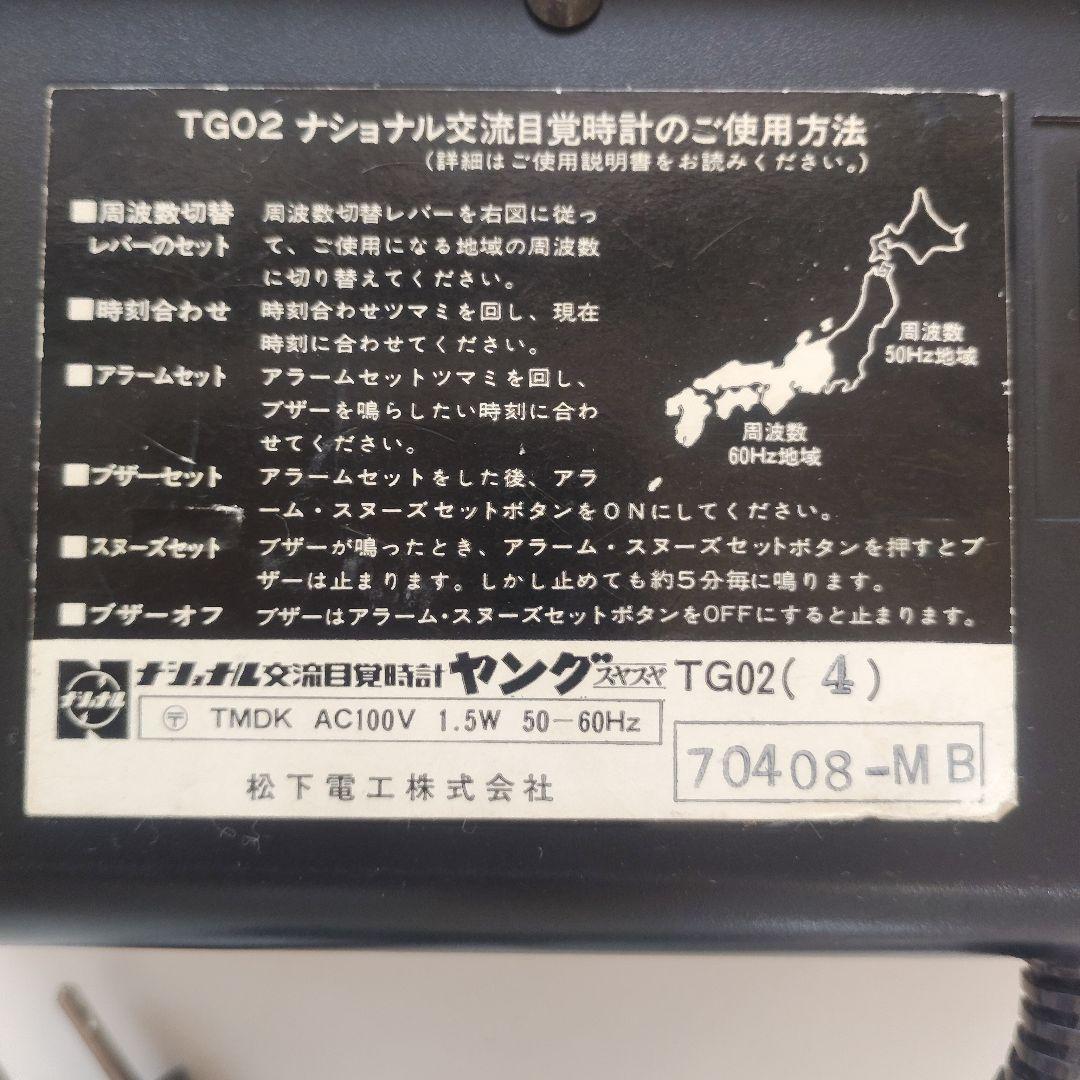 TG02 ナショナル交流目覚時計のご使用方法
(詳細はご使用説明書をお読みください。)
■周波数切替 周波数切替レバーを右図に従っ
レバーのセット て、ご使用になる地域の周波数
に切り替えてください。
■時刻合わせ 時刻合わせツマミを回し、現在
時刻に合わせてください。
■アラームセット アラームセットツマミを回し、
ブザーを鳴らしたい時刻に合わ
せてください。
■ブザーセット アラームセットをした後、アラ
ーム・スヌーズセットボタンをONにしてください。
■スヌーズセット ブザーが鳴ったとき、アラーム・スヌーズセットボタンを押すとブ
ザーは止まります。しかし止めても約5分毎に鳴ります。
■ブザーオフ ブザーはアラーム・スヌーズセットボタンをOFFにすると止まります。
周波数
50Hz地域
周波数
60Hz地域
ナショナル
ナショナル交流目覚時計 ヤングスヤスヤ TG02(4)
〶 TMDK AC100V 1.5W 50-60Hz
70408-MB
松下電工株式会社